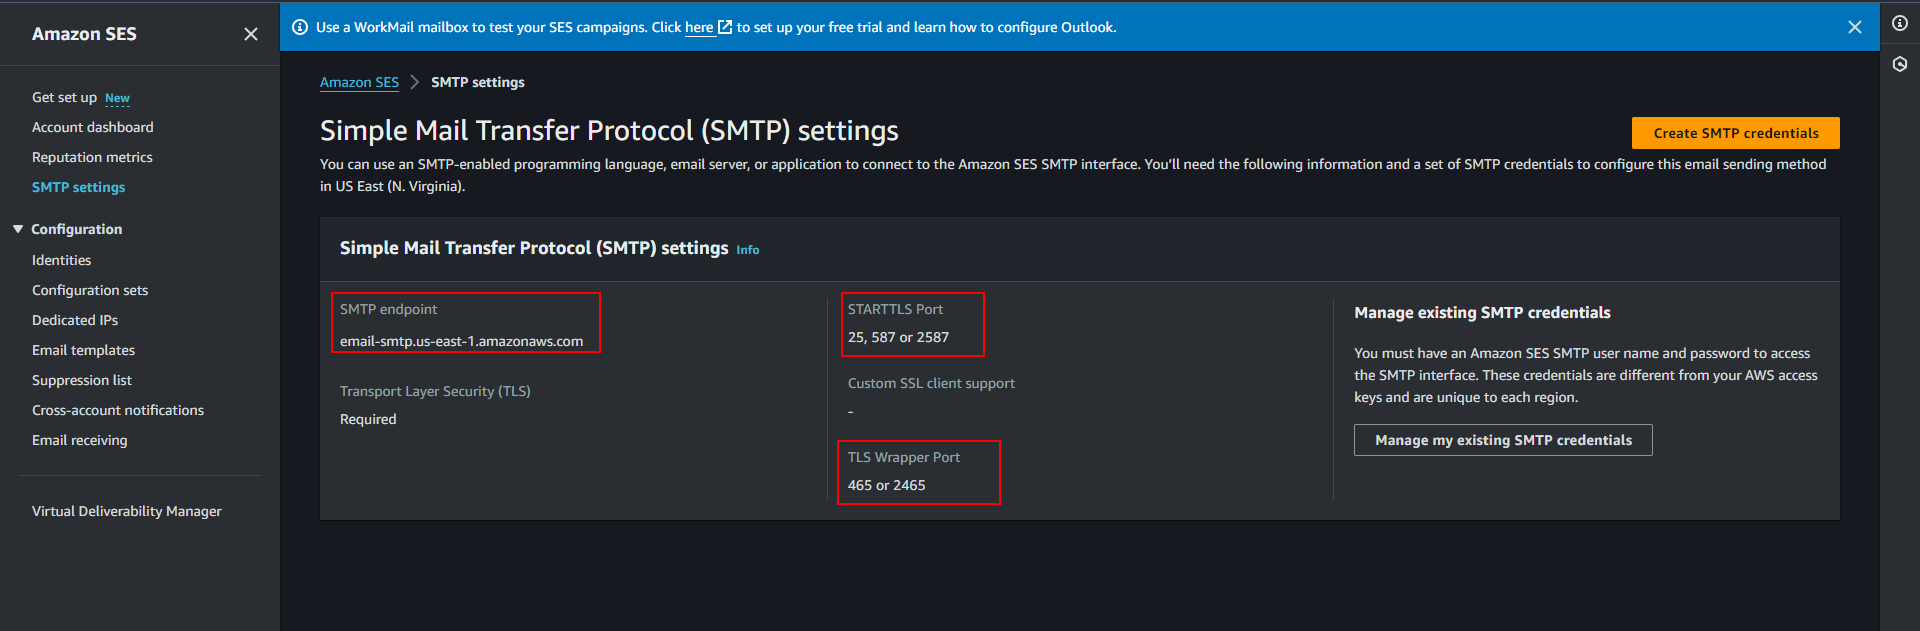 Amazon SES
Use a WorkMail mailbox to test your SES campaigns. Click here to set up your free trial and learn how to configure Outlook.
Get set up New
Account dashboard
Reputation metrics
SMTP settings
Configuration
Identities
Configuration sets
Dedicated IPs
Email templates
Suppression list
Cross-account notifications
Email receiving
Virtual Deliverability Manager
Amazon SES > SMTP settings
Simple Mail Transfer Protocol (SMTP) settings
Create SMTP credentials
You can use an SMTP-enabled programming language, email server, or application to connect to the Amazon SES SMTP interface. You’ll need the following information and a set of SMTP credentials to configure this email sending method
in US East (N. Virginia).
Simple Mail Transfer Protocol (SMTP) settings Info
SMTP endpoint
email-smtp.us-east-1.amazonaws.com
Transport Layer Security (TLS)
Required
STARTTLS Port
25, 587 or 2587
Custom SSL client support
-
TLS Wrapper Port
465 or 2465
Manage existing SMTP credentials
You must have an Amazon SES SMTP user name and password to access
the SMTP interface. These credentials are different from your AWS access
keys and are unique to each region.
Manage my existing SMTP credentials